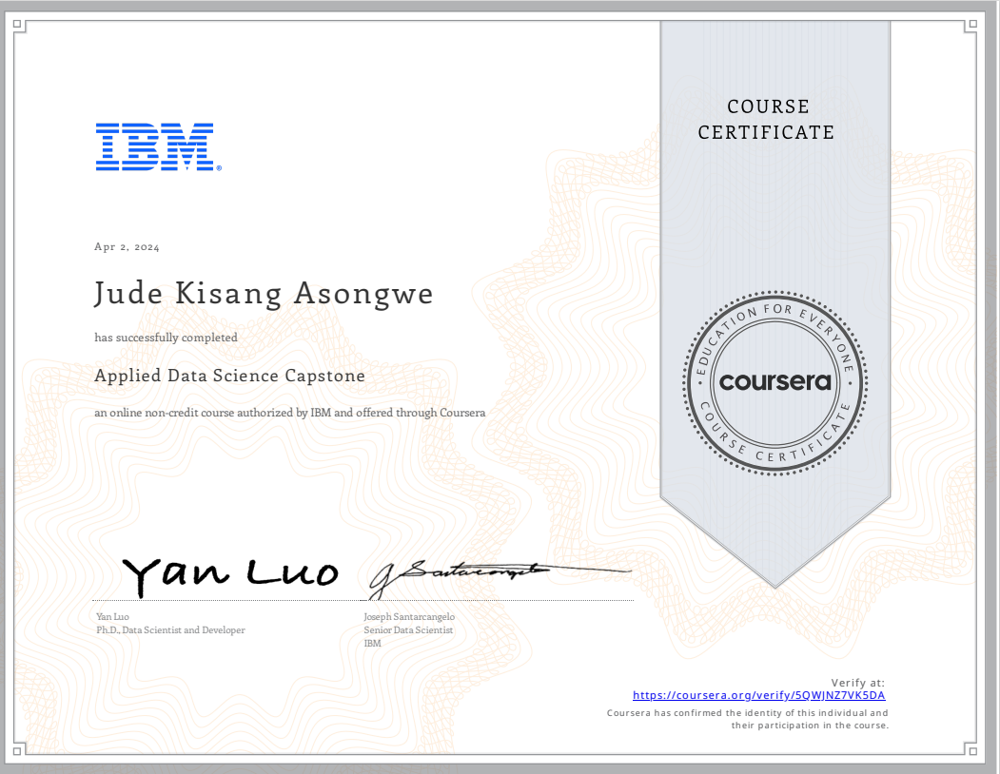 COURSE
CERTIFICATE
IBM®
Apr 2, 2024
Jude Kisang Asongwe
has successfully completed
Applied Data Science Capstone
an online non-credit course authorized by IBM and offered through Coursera
EDUCATION FOR EVERYONE
coursera
COURSE CERTIFICATE
Yan Luo
J Santarcangelo
Yan Luo
Ph.D., Data Scientist and Developer
Joseph Santarcangelo
Senior Data Scientist
IBM
Verify at:
https://coursera.org/verify/5QWJNZ7VK5DA
Coursera has confirmed the identity of this individual and
their participation in the course.